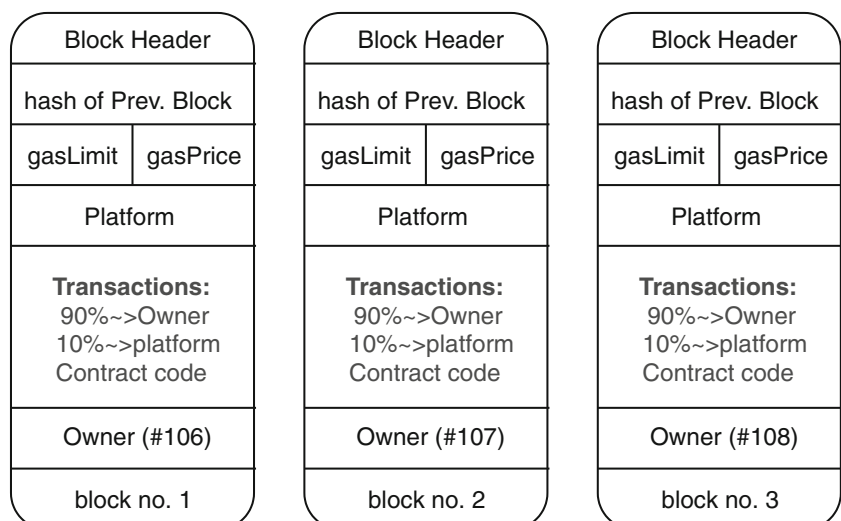 Block Header
hash of Prev. Block
gasLimit gasPrice
Platform
Transactions:
90%~>Owner
10%~>platform
Contract code
Owner (#106)
block no. 1
Block Header
hash of Prev. Block
gasLimit gasPrice
Platform
Transactions:
90%~>Owner
10%~>platform
Contract code
Owner (#107)
block no. 2
Block Header
hash of Prev. Block
gasLimit gasPrice
Platform
Transactions:
90%~>Owner
10%~>platform
Contract code
Owner (#108)
block no. 3